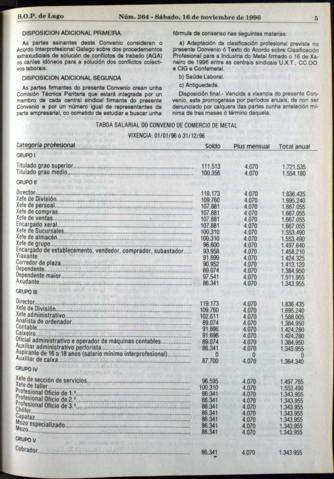 B.O.P. de Lugo Núm. 264 - Sábado, 16 de noviembre de 1996 5
DISPOSICION ADICIONAL PRIMEIRA
As partes asinantes deste Convenio consideren o
Acordo Interprofesional Galego sobre dos procedementos
extraxudiciais de solución de conflictos de traballo (AGA)
os canles idóneos para a solución dos conflictos colecti-
vos laborais.
DISPOSICION ADICIONAL SEGUNDA
As partes firmantes do presente Convenio crean unha
Comisión Técnica Paritaria que estará integrada por un
membro de cada central sindical firmante do presente
Convenio e por un número igual de representantes da
parte empresarial, co cometido de estudiar e buscar unha
fórmula de consenso nas seguintes materias:
a) Adaptación de clasificación profesional prevista no
presente Convenio ó Texto do Acordo sobre Clasificación
Profesional para a Industria do Metal firmado o 16 de Xa-
neiro de 1996 entre as centrais sindicais U.X.T., CC.OO.
e CIG e Confemetal.
b) Saúde Laboral.
c) Antiguedade.
Disposición final.- Vencida a vixencia do presente Con-
venio, este prorrogarase por períodos anuais, de non ser
denunciado por calquera das partes cunha antelación mí-
nima de tres meses ó término daquela.
TABOA SALARIAL DO CONVENIO DE COMERCIO DE METAL
VIXENCIA: 01/01/96 ó 31/12/96
Categoría profesional Soldo Plus mensual Total anual
GRUPO I
Titulado grao superior 111.513 4.070 1.721.535
Titulado grao medio 100.356 4.070 1.554.180
GRUPO II
Director 119.173 4.070 1.836.435
Xefe de División 109.760 4.070 1.695.240
Xefe de persoal 107.881 4.070 1.667.055
Xefe de compras 107.881 4.070 1.667.055
Xefe de ventas 107.881 4.070 1.667.055
Encargado xeral 107.881 4.070 1.667.055
Xefe de Sucursales 100.310 4.070 1.553.490
Xefe de almacén 100.310 4.070 1.553.490
Xefe de grupo 96.600 4.070 1.497.840
Encargado de establecemento, vendedor, comprador, subastador 93.958 4.070 1.458.210
Viaxante 91.699 4.070 1.424.325
Corredor de plaza 90.952 4.070 1.413.120
Dependente 89.074 4.070 1.384.950
Dependente maior 97.541 4.070 1.511.955
Axudante 86.341 4.070 1.343.955
GRUPO III
Director 119.173 4.070 1.836.435
Xefe de División 109.760 4.070 1.695.240
Xefe administrativo 102.611 4.070 1.588.005
Analista de ordenador 89.074 4.070 1.384.950
Contable 91.696 4.070 1.424.280
Caixeiro 91.696 4.070 1.424.280
Oficial administrativo e operador de máquinas contables 89.074 4.070 1.384.950
Auxiliar administrativo perforista 86.341 4.070 1.343.955
Aspirante de 16 a 18 anos (salario mínimo interprofesional) 0 0 0
Auxiliar de caixa 87.700 4.070 1.364.340
GRUPO IV
Xefe de sección de servicios 96.595 4.070 1.497.765
Xefe de taller 100.310 4.070 1.553.490
Profesional Oficio de 1.ª 86.341 4.070 1.343.955
Profesional Oficio de 2.ª 86.341 4.070 1.343.955
Profesional Oficio de 3.ª 86.341 4.070 1.343.955
Chófer 86.341 4.070 1.343.955
Capataz 86.341 4.070 1.343.955
Mozo especializado 86.341 4.070 1.343.955
Mozo 86.341 4.070 1.343.955
GRUPO V
Cobrador 86.341 4.070 1.343.955